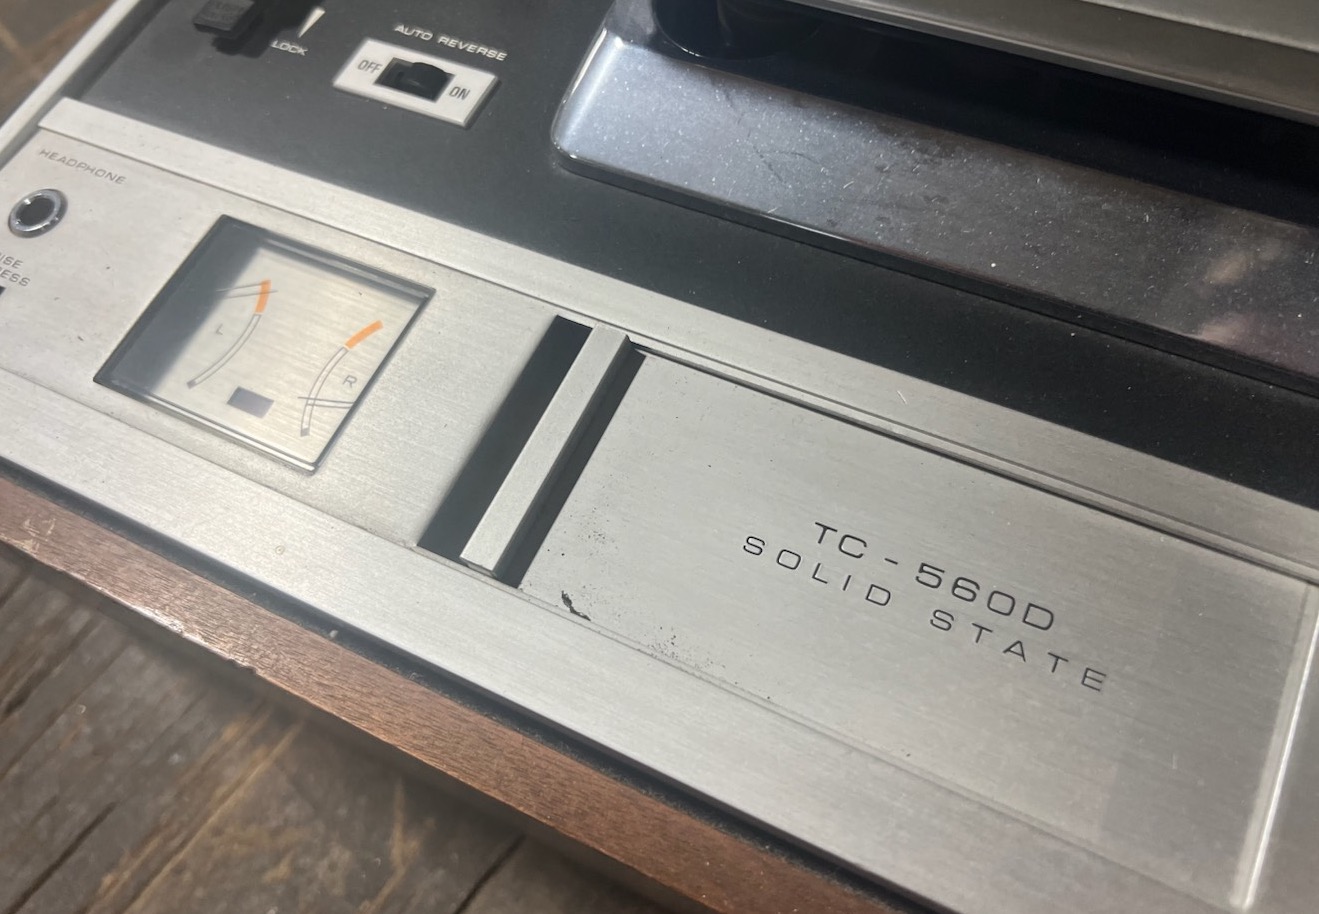 LOCK
AUTO REVERSE
OFF
ON
HEADPHONE
L
R
TC-560D
SOLID STATE